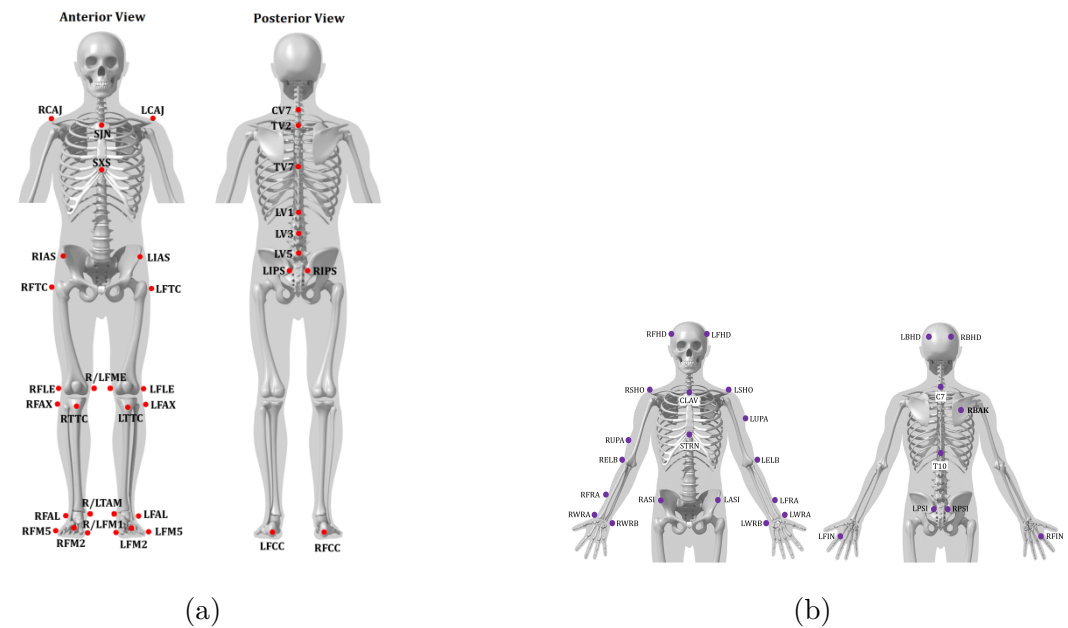 Anterior View
Posterior View
RCAJ
LCAJ
SJN
SXS
RIAS
LIAS
RFTC
LFTC
R/LFME
RFLE
LFLE
RFAX
LFAX
RTTC
LTTC
R/LTAM
RFAL
LFAL
R/LFM1
RFM5
LFM5
RFM2
LFM2
CV7
TV2
TV7
LV1
LV3
LV5
LIPS
RIPS
LFCC
RFCC
(a)
RFHD
LFHD
RSHO
LSHO
CLAV
LUPA
RUPA
STRN
RELB
LELB
RFRA
RASI
LASI
LFRA
RWRA
LWRA
RWRB
LWRB
LBHD
RBHD
C7
RBAK
T10
LPSI
RPSI
LFIN
RFIN
(b)